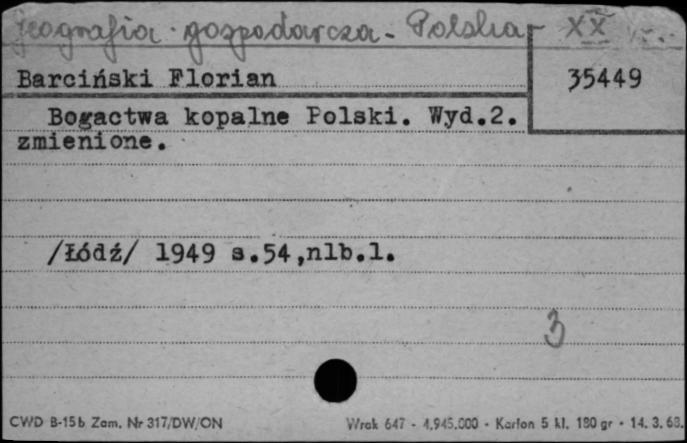 geografia gospodarcza - Polska XX
Barciński Florian
35449
Bogactwa kopalne Polski. Wyd.2.
zmienione.
/Łódź/ 1949 s.54,nlb.1.
3
CWD B-15b Zam. Nr 317/DW/ON Wrak 647 - 4.945.000 - Karton 5 kl. 180 gr - 14. 3. 68.